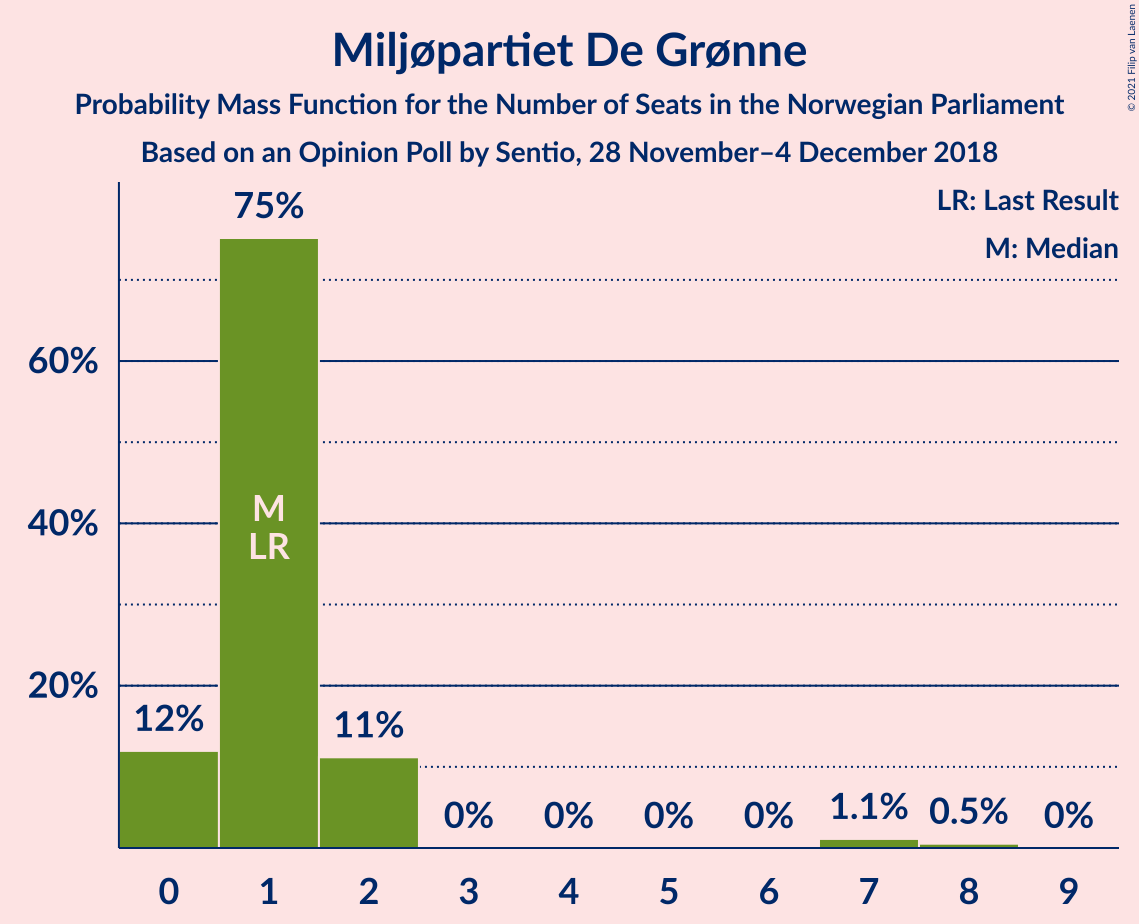 Miljøpartiet De Grønne
Probability Mass Function for the Number of Seats in the Norwegian Parliament
Based on an Opinion Poll by Sentio, 28 November–4 December 2018
© 2021 Filip van Laenen
LR: Last Result
M: Median
60%
40%
20%
12%
75%
M
LR
11%
0%
0%
0%
0%
1.1%
0.5%
0%
0
1
2
3
4
5
6
7
8
9